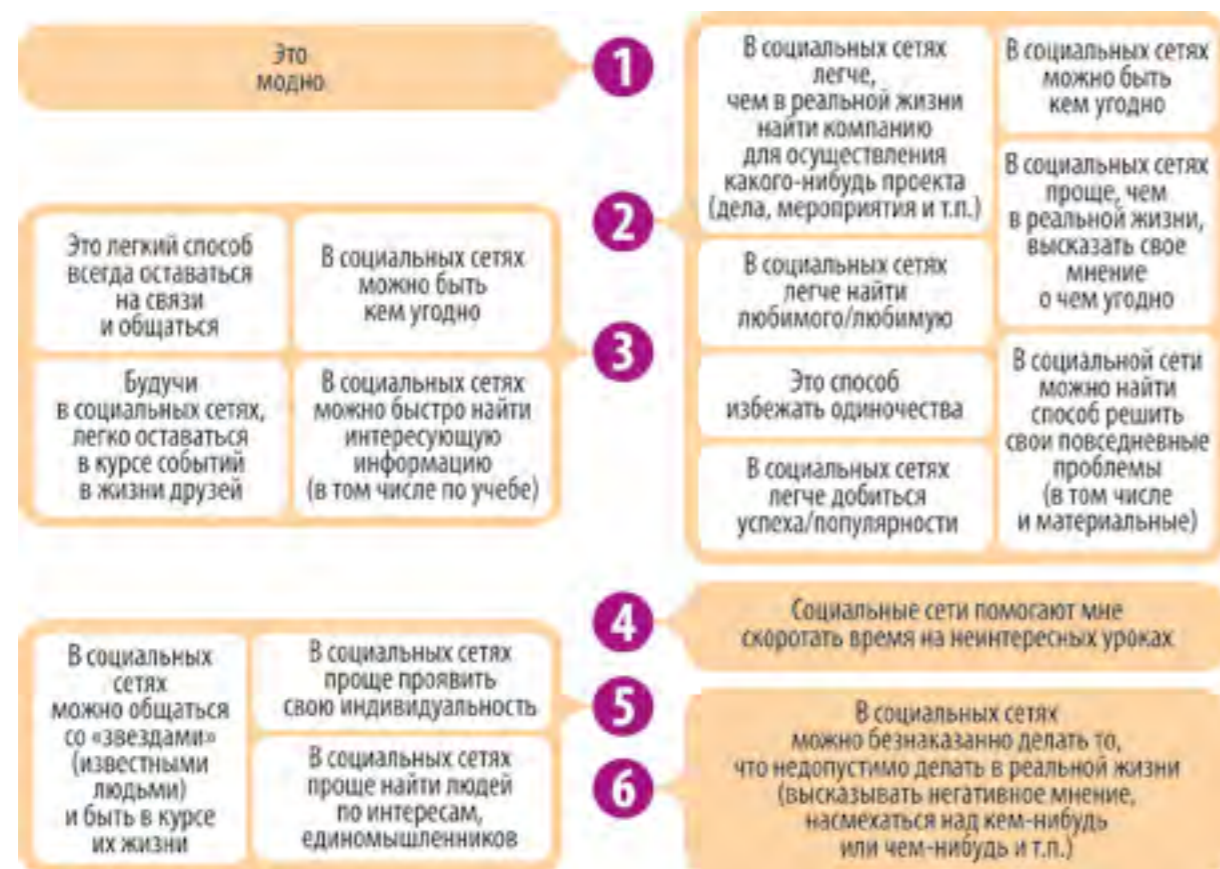 Это
модно
1
В социальных сетях
легче,
чем в реальной жизни
найти компанию
для осуществления
какого-нибудь проекта
(дела, мероприятия и т.п.)
В социальных сетях
легче найти
любимого/любимую
Это способ
избежать одиночества
В социальных сетях
легче добиться
успеха/популярности
В социальных сетях
можно быть
кем угодно
В социальных сетях
проще, чем
в реальной жизни,
высказать свое
мнение
о чем угодно
В социальной сети
можно найти
способ решить
свои повседневные
проблемы
(в том числе
и материальные)
2
Это легкий способ
всегда оставаться
на связи
и общаться
В социальных сетях
можно быть
кем угодно
Будучи
в социальных сетях,
легко оставаться
в курсе событий
в жизни друзей
В социальных сетях
можно быстро найти
интересующую
информацию
(в том числе по учебе)
3
4
Социальные сети помогают мне
скоротать время на неинтересных уроках
В социальных
сетях
можно общаться
со «звездами»
(известными
людьми)
и быть в курсе
их жизни
В социальных сетях
проще проявить
свою индивидуальность
В социальных сетях
проще найти людей
по интересам,
единомышленников
5
6
В социальных сетях
можно безнаказанно делать то,
что недопустимо делать в реальной жизни
(высказывать негативное мнение,
насмехаться над кем-нибудь
или чем-нибудь и т.п.)